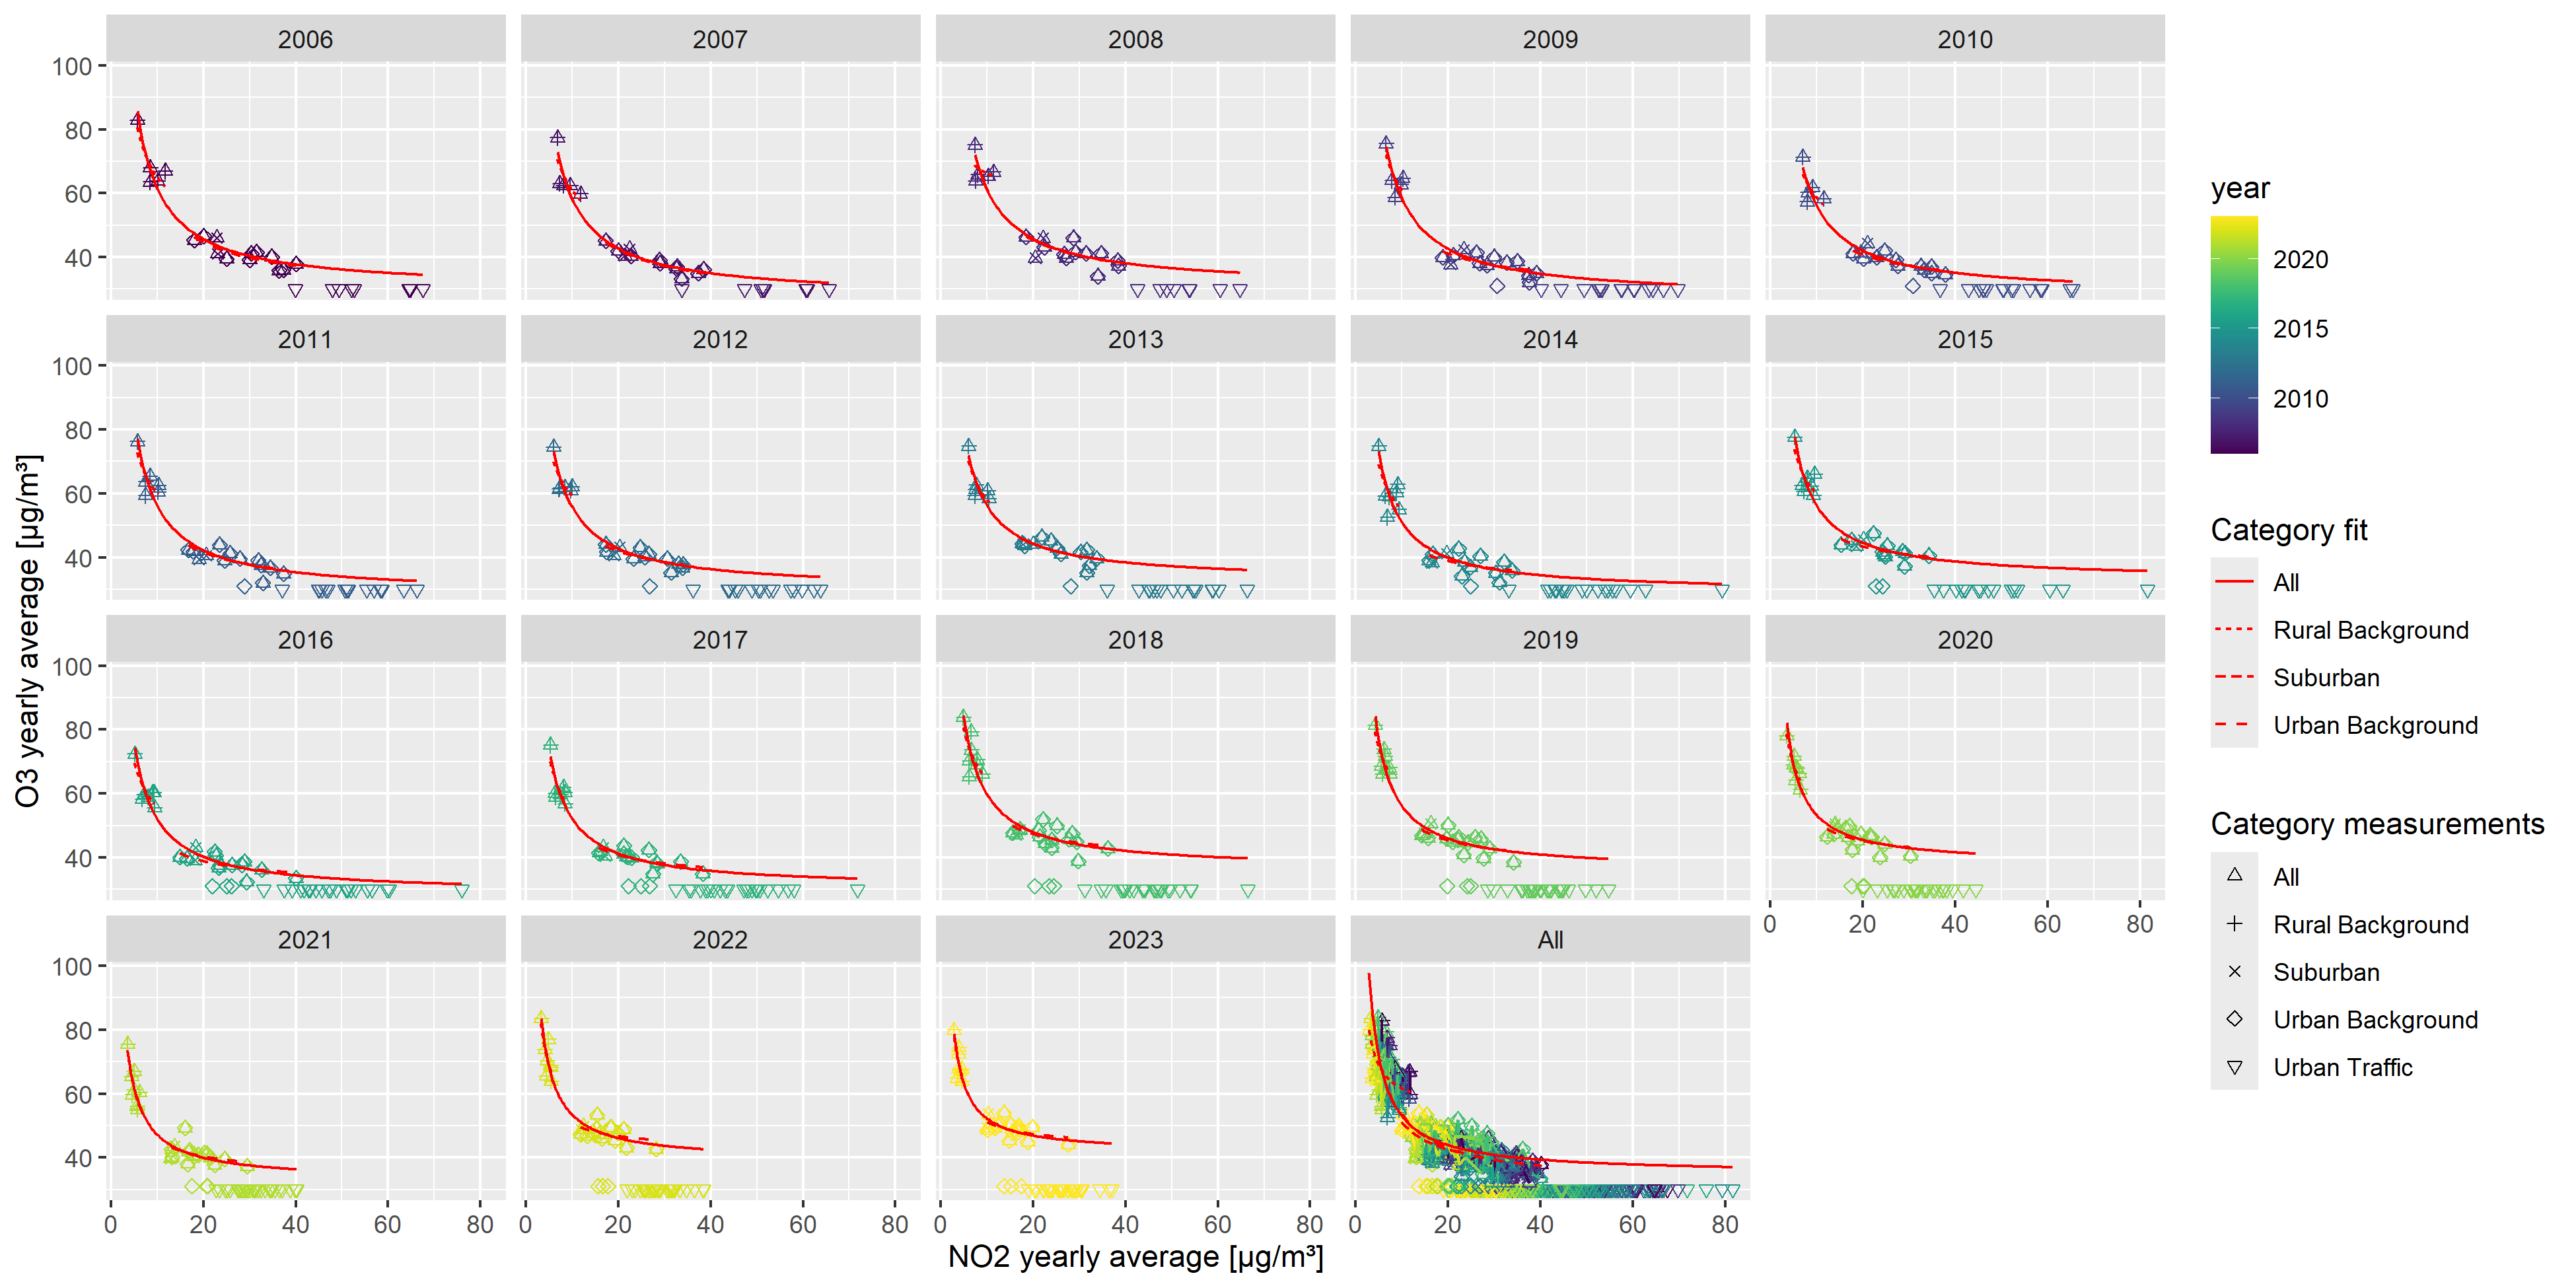 2006 2007 2008 2009 2010
100
80
60
40
2011 2012 2013 2014 2015
100
80
60
40
2016 2017 2018 2019 2020
100
80
60
40
0 20 40 60 80
2021 2022 2023 All
100
80
60
40
0 20 40 60 80 0 20 40 60 80 0 20 40 60 80 0 20 40 60 80
NO2 yearly average [µg/m³]
O3 yearly average [µg/m³]
year
2020
2015
2010
Category fit
All
Rural Background
Suburban
Urban Background
Category measurements
All
Rural Background
Suburban
Urban Background
Urban Traffic